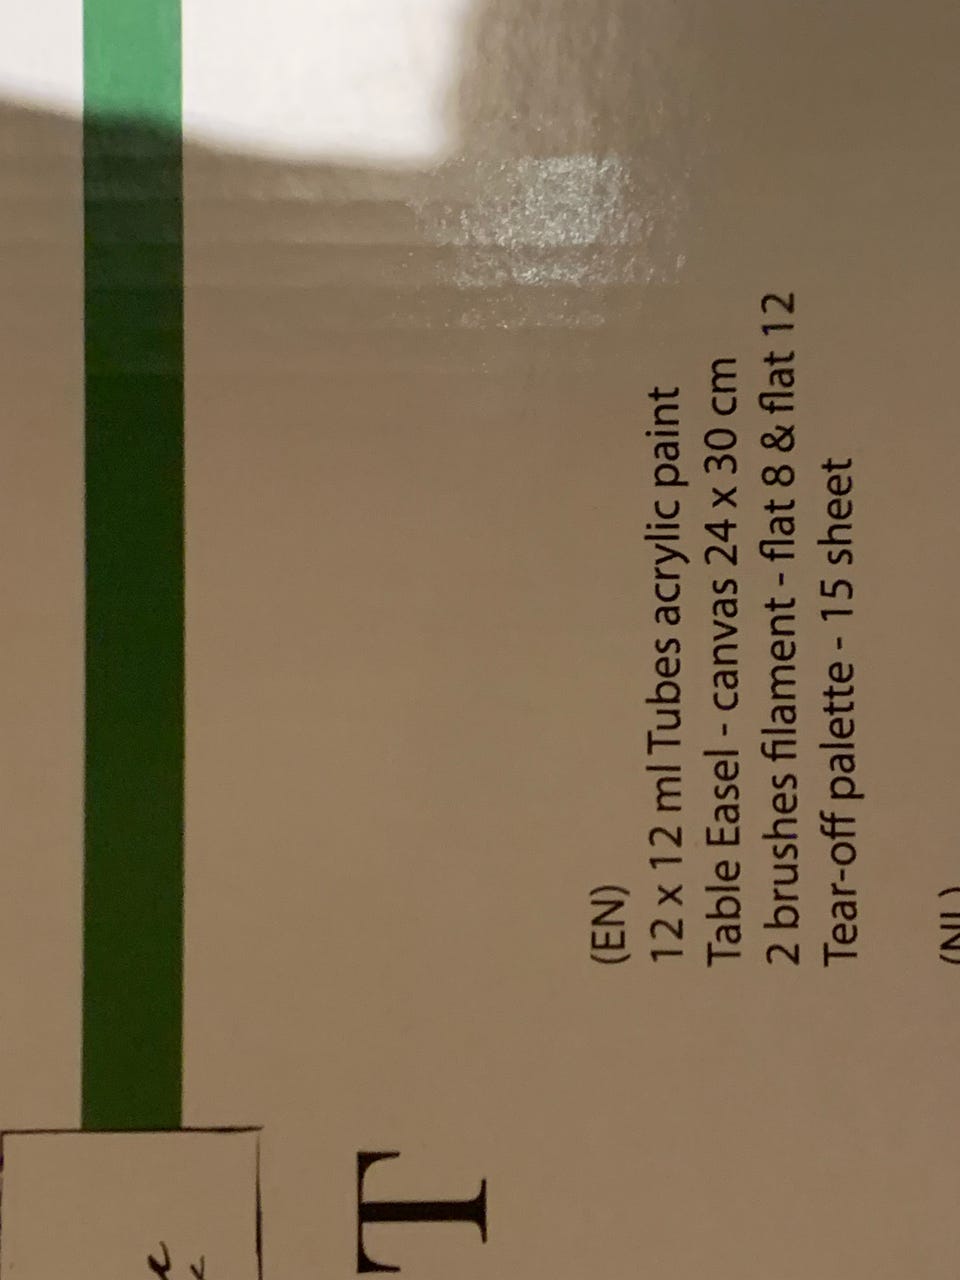 T
(EN)
12 x 12 ml Tubes acrylic paint
Table Easel - canvas 24 x 30 cm
2 brushes filament - flat 8 & flat 12
Tear-off palette - 15 sheet
(NL)